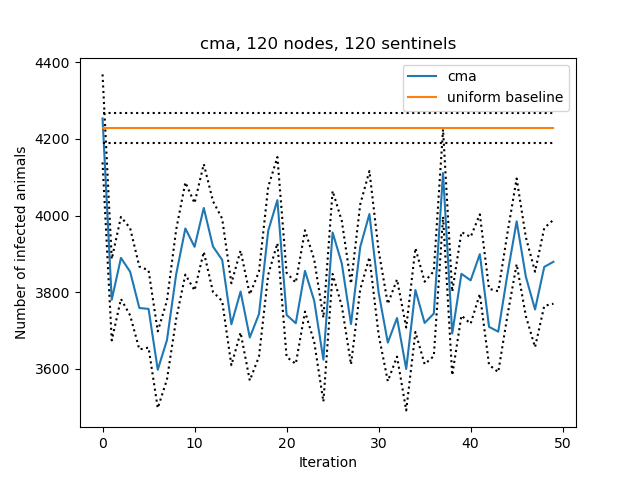 cma, 120 nodes, 120 sentinels
cma
uniform baseline
Number of infected animals
4400
4200
4000
3800
3600
0
10
20
30
40
50
Iteration